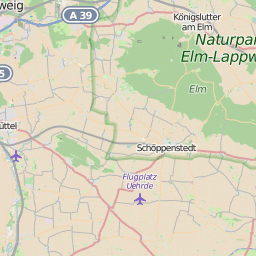 weig
A 39
Königslutter
am Elm
Naturpar
Elm-Lappw
5
Elm
üttel
Schöppenstedt
Flugplatz
Uehrde